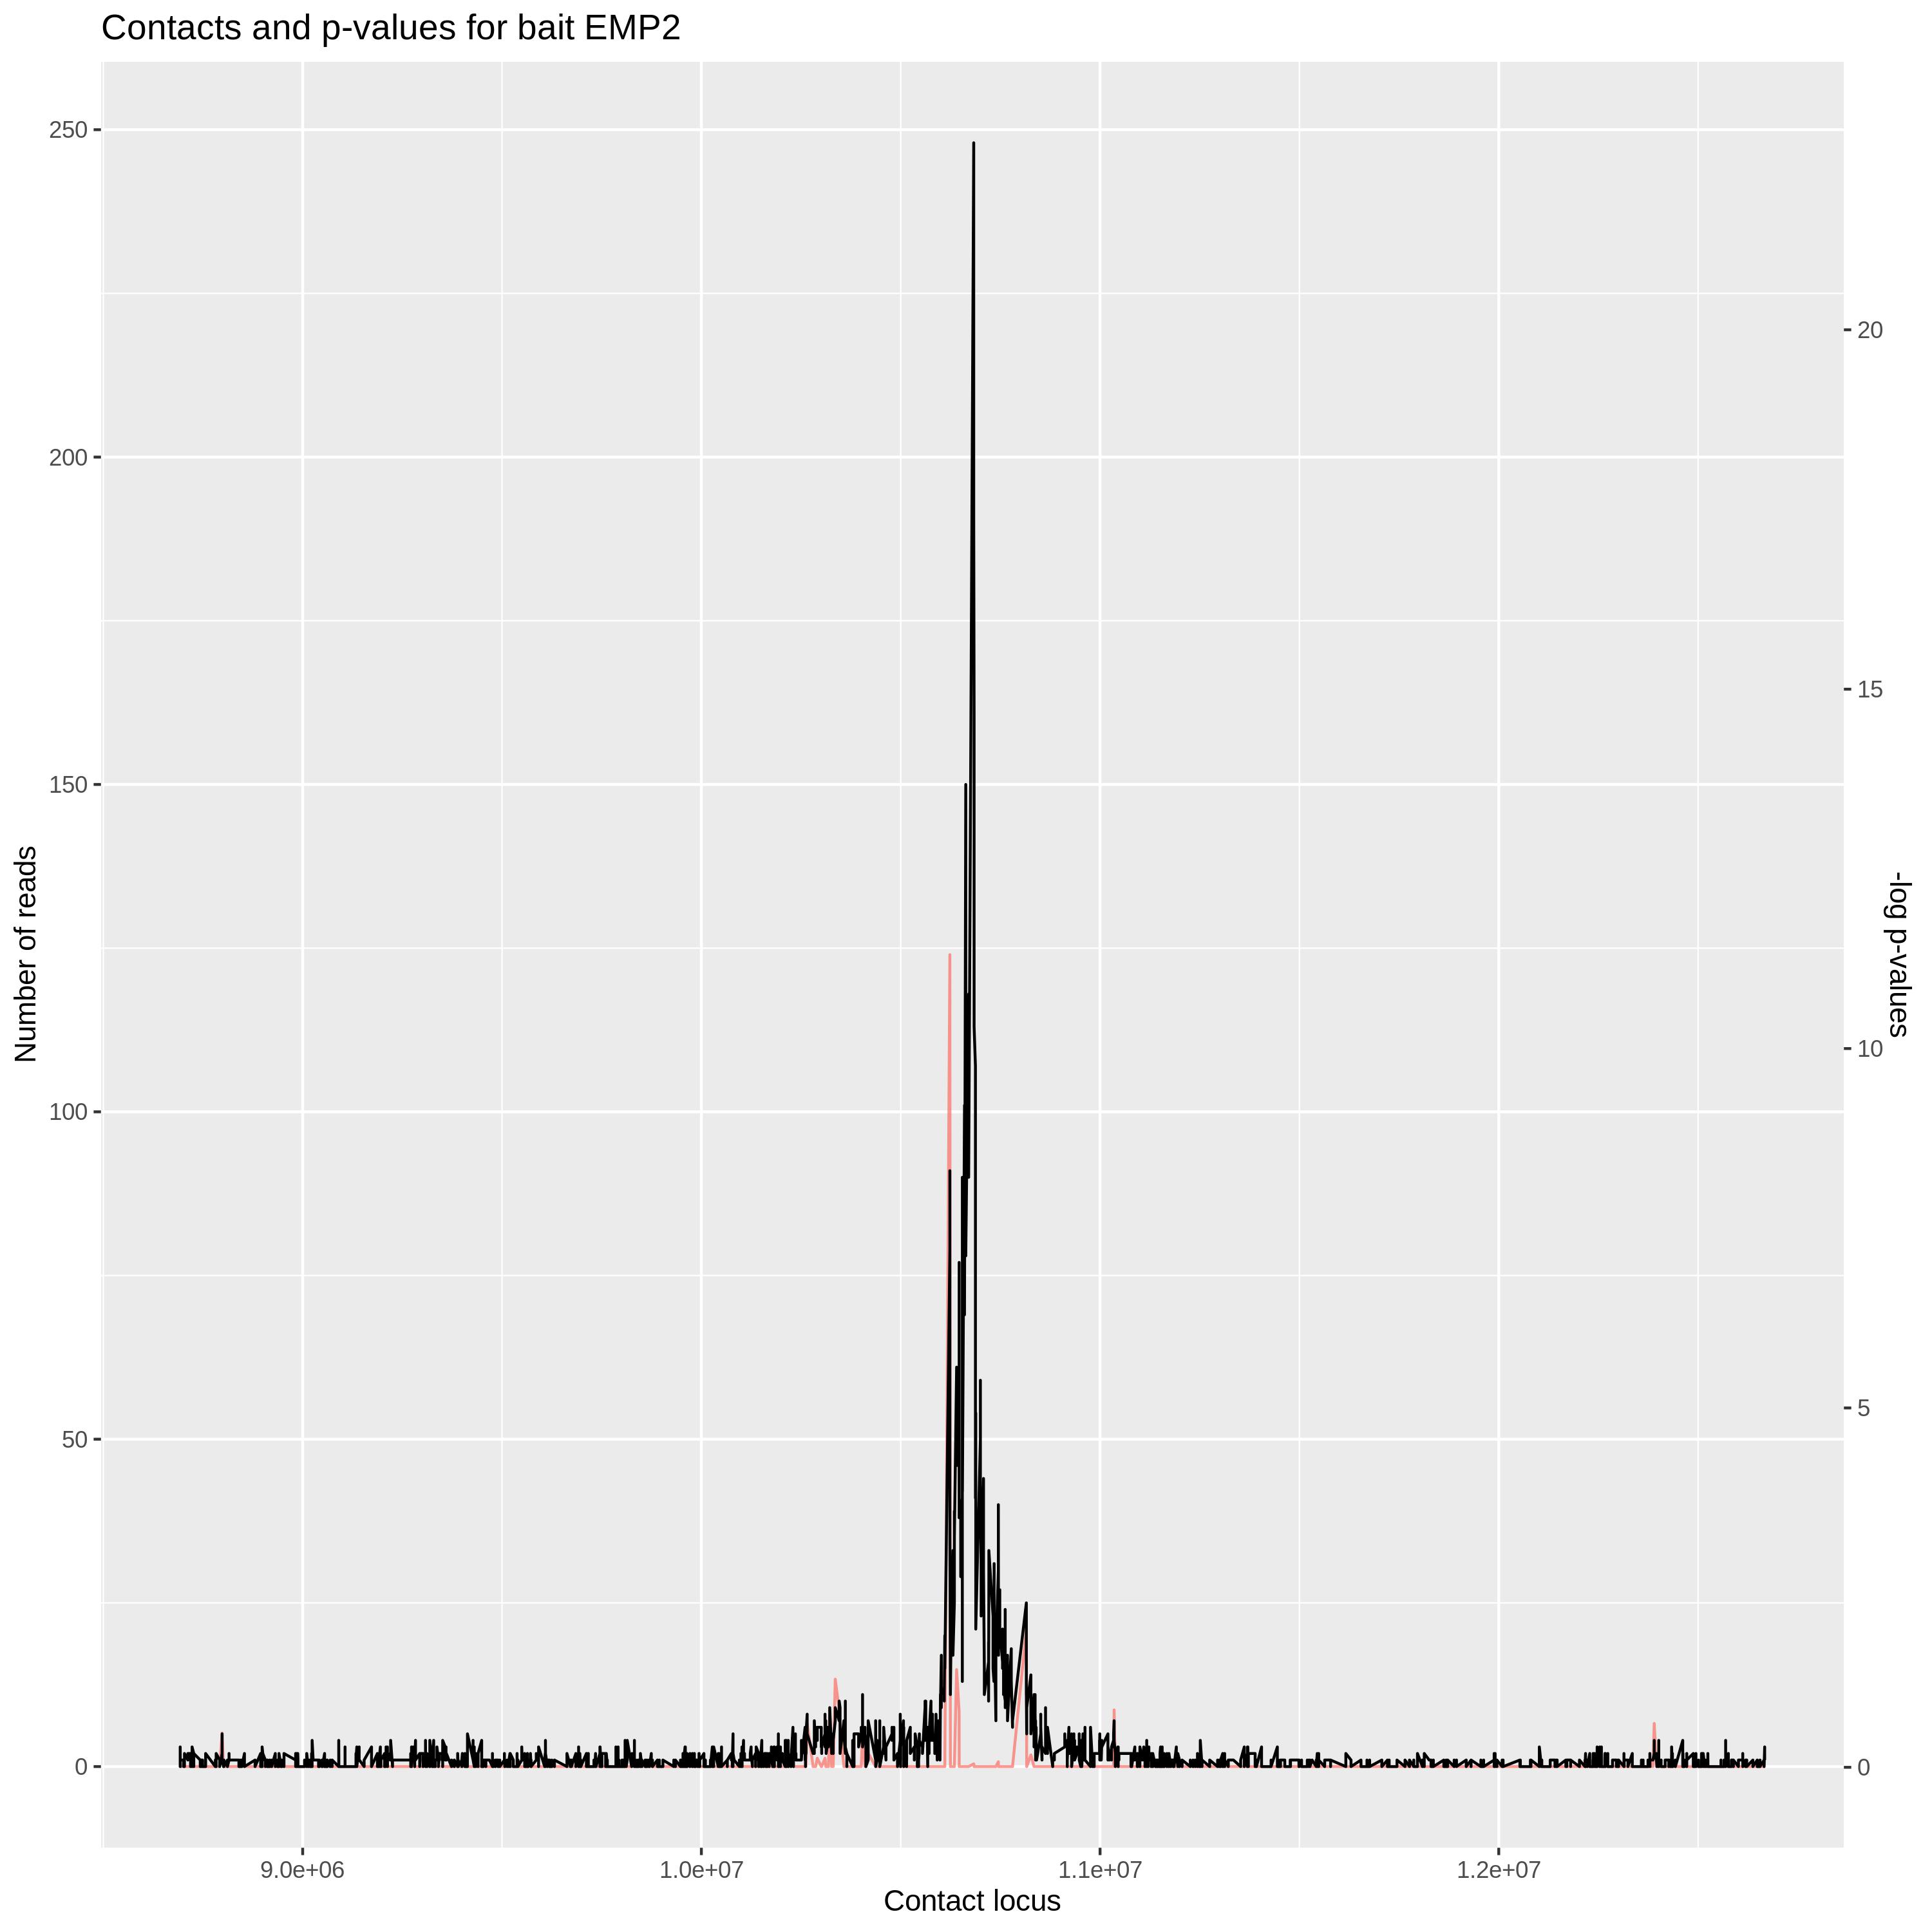 Contacts and p-values for bait EMP2
250
200
150
100
50
0
Number of reads
20
15
10
5
0
-log p-values
9.0e+06
1.0e+07
1.1e+07
1.2e+07
Contact locus